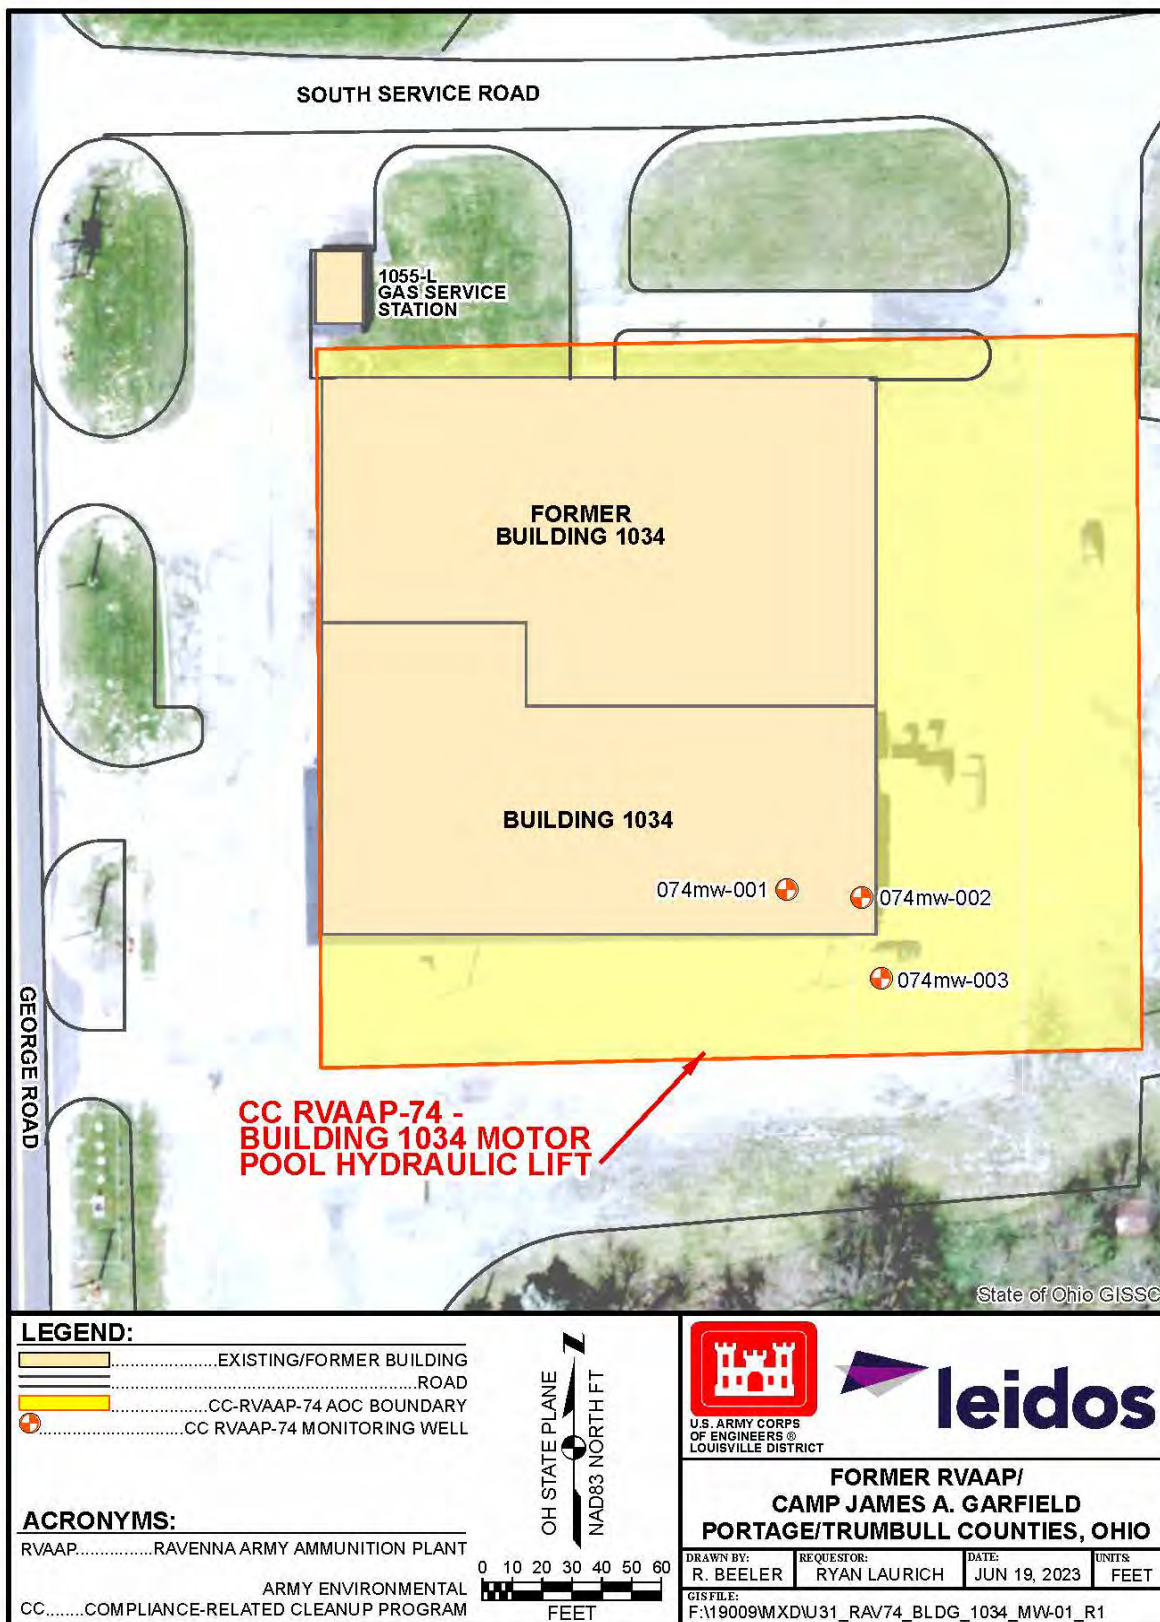 SOUTH SERVICE ROAD
1055-L
GAS SERVICE
STATION
FORMER
BUILDING 1034
BUILDING 1034
074mw-001
074mw-002
074mw-003
GEORGE ROAD
CC RVAAP-74 -
BUILDING 1034 MOTOR
POOL HYDRAULIC LIFT
State of Ohio GISSC
LEGEND:
EXISTING/FORMER BUILDING
ROAD
CC-RVAAP-74 AOC BOUNDARY
CC RVAAP-74 MONITORING WELL
ACRONYMS:
RVAAP..............RAVENNA ARMY AMMUNITION PLANT
ARMY ENVIRONMENTAL
CC.......COMPLIANCE-RELATED CLEANUP PROGRAM
Z
OH STATE PLANE
NAD83 NORTH FT
0 10 20 30 40 50 60
FEET
U.S. ARMY CORPS
OF ENGINEERS ®
LOUISVILLE DISTRICT
leidos
FORMER RVAAP/
CAMP JAMES A. GARFIELD
PORTAGE/TRUMBULL COUNTIES, OHIO
DRAWN BY:
R. BEELER
REQUESTOR:
RYAN LAURICH
DATE:
JUN 19, 2023
UNITS:
FEET
GIS FILE:
F:\19009\MXD\U31_RAV74_BLDG_1034_MW-01_R1